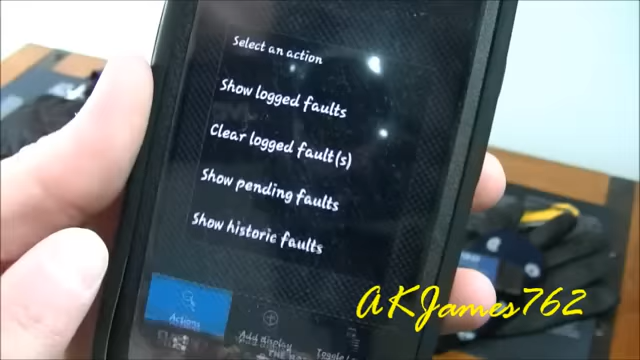 Select an action
Show logged faults
Clear logged fault(s)
Show pending faults
Show historic faults
Actions
Add display
Toggle
AKJames762